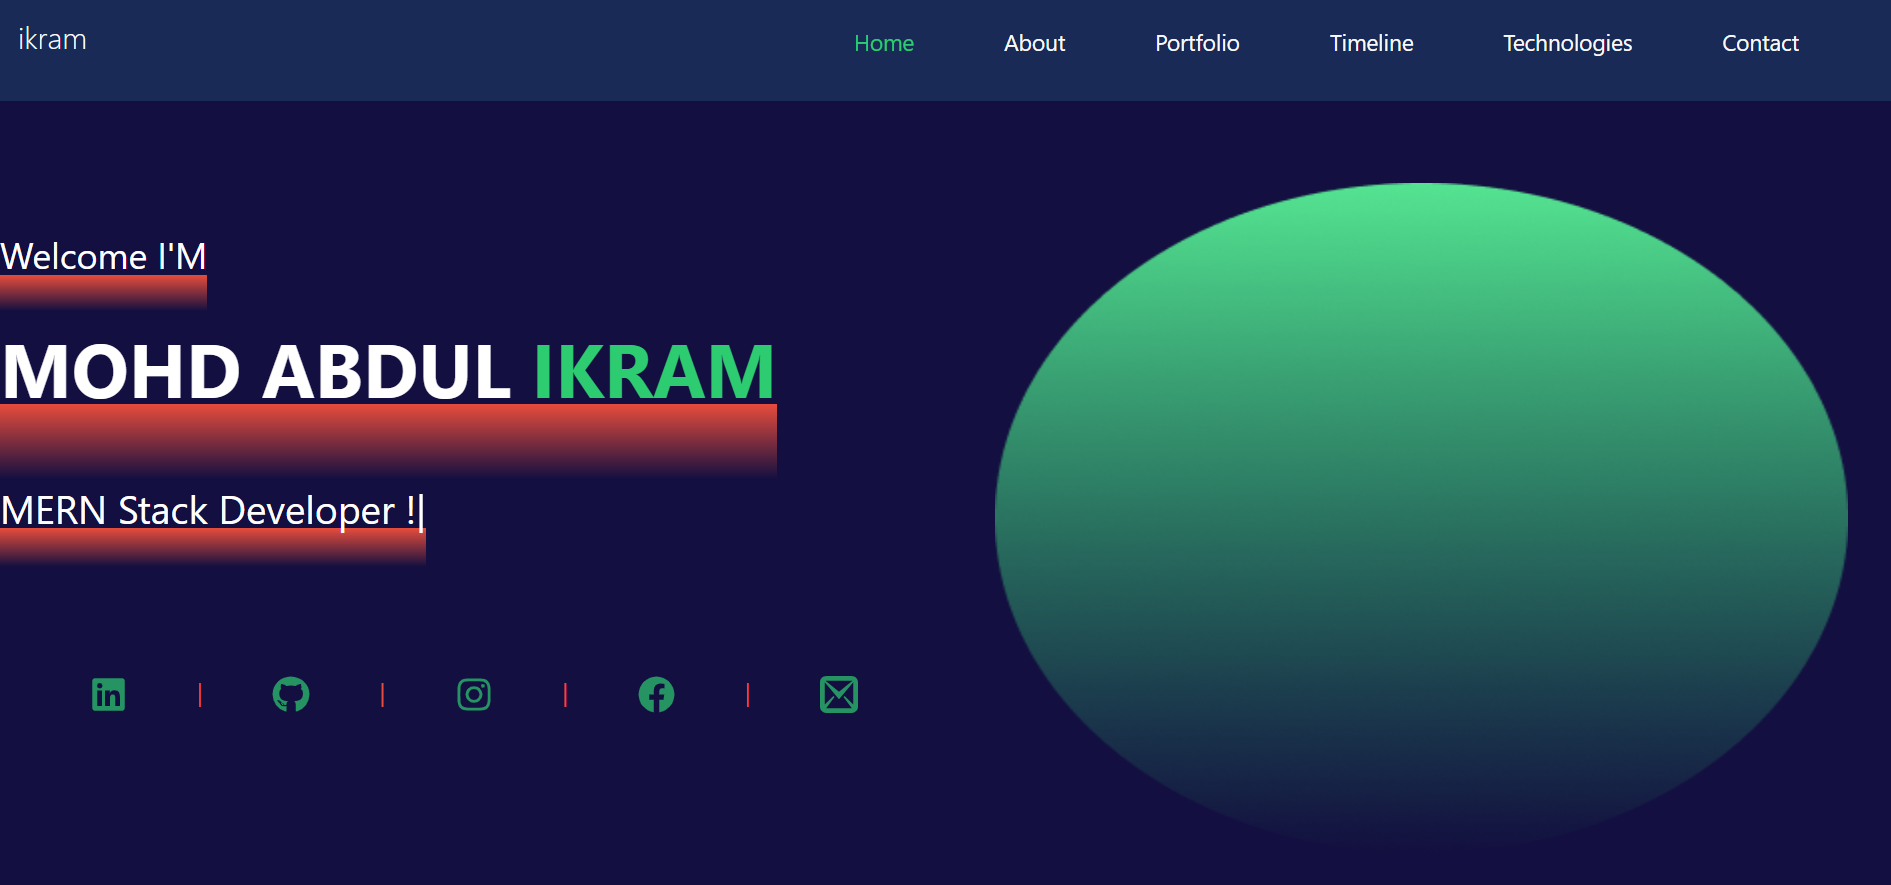 ikram
Home About Portfolio Timeline Technologies Contact
Welcome I'M
MOHD ABDUL IKRAM
MERN Stack Developer !|